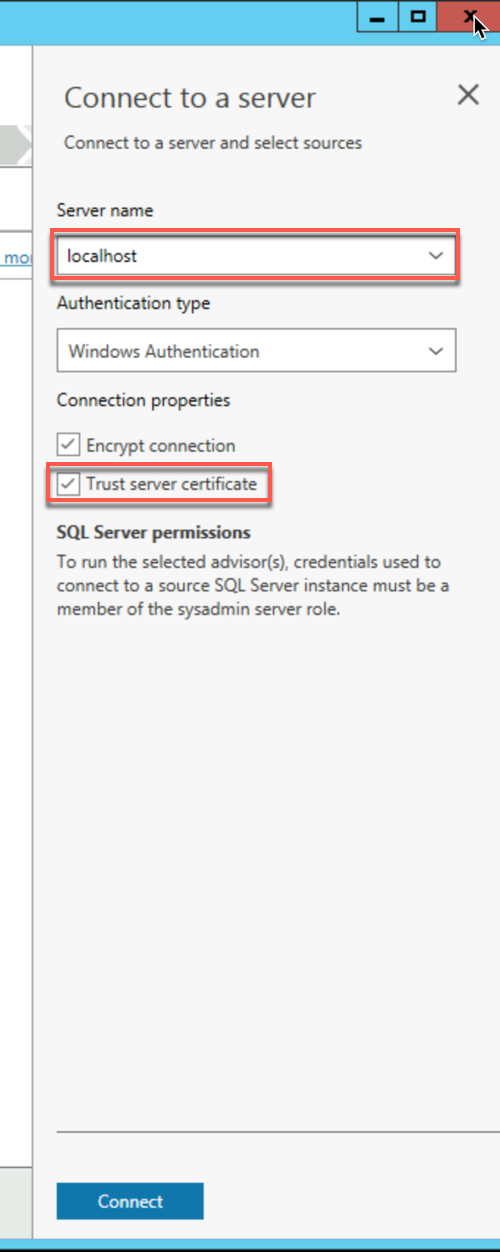 Connect to a server
Connect to a server and select sources
Server name
mor
localhost
Authentication type
Windows Authentication
Connection properties
Encrypt connection
Trust server certificate
SQL Server permissions
To run the selected advisor(s), credentials used to
connect to a source SQL Server instance must be a
member of the sysadmin server role.
Connect